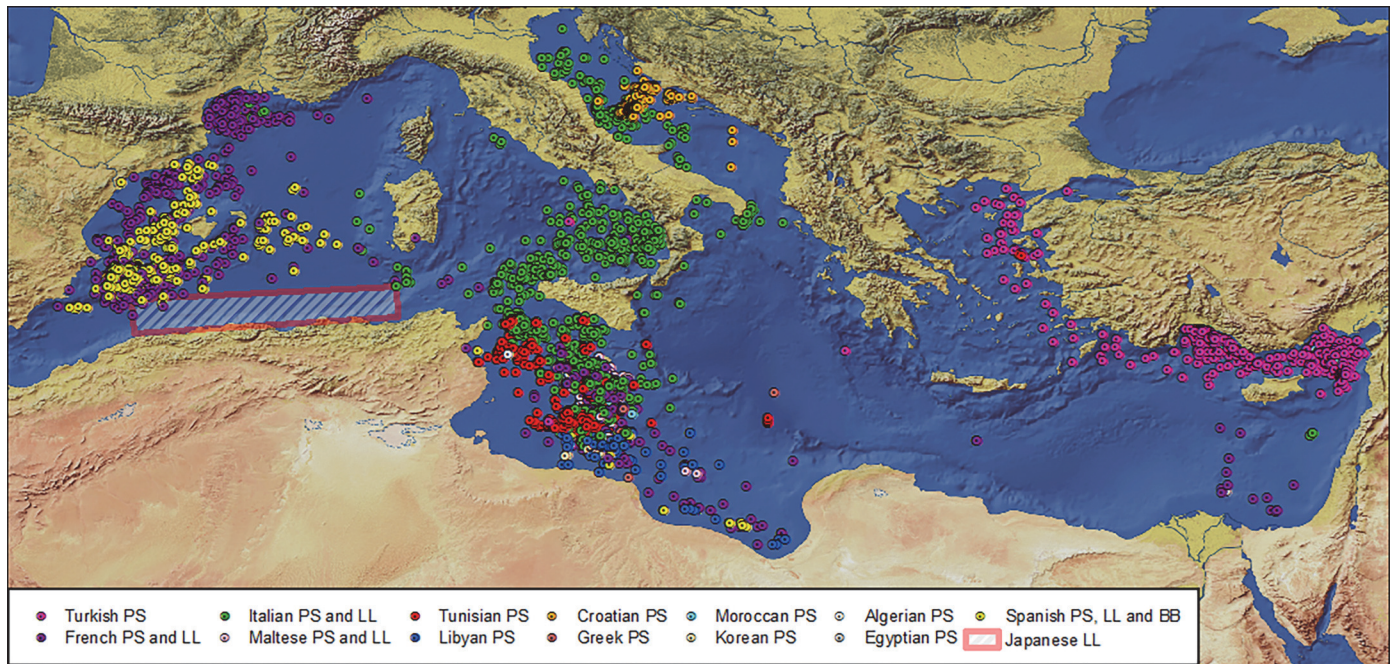 Turkish PS Italian PS and LL Tunisian PS Croatian PS Moroccan PS Algerian PS Spanish PS, LL and BB
French PS and LL Maltese PS and LL Libyan PS Greek PS Korean PS Egyptian PS Japanese LL